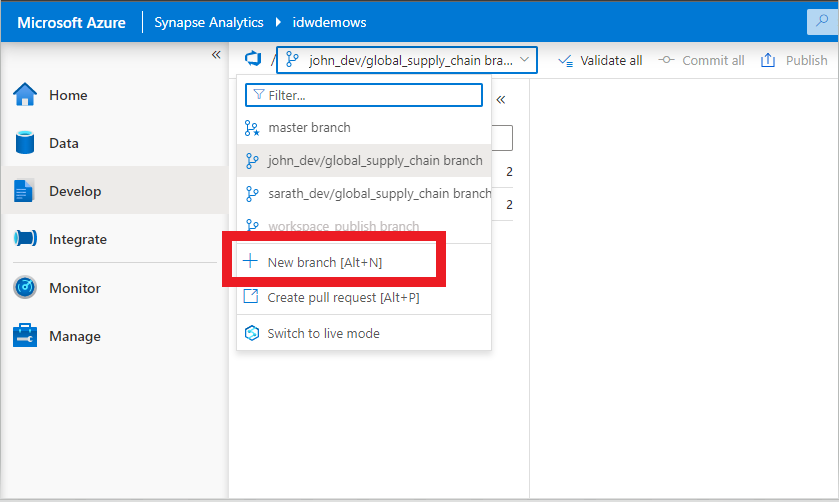 Microsoft Azure Synapse Analytics idwdemows
« / john_dev/global_supply_chain bra... Validate all Commit all Publish
Home
Data
Develop
Integrate
Monitor
Manage
Filter...
«
master branch
john_dev/global_supply_chain branch
2
sarath_dev/global_supply_chain branch
2
workspace_publish branch
New branch [Alt+N]
Create pull request [Alt+P]
Switch to live mode